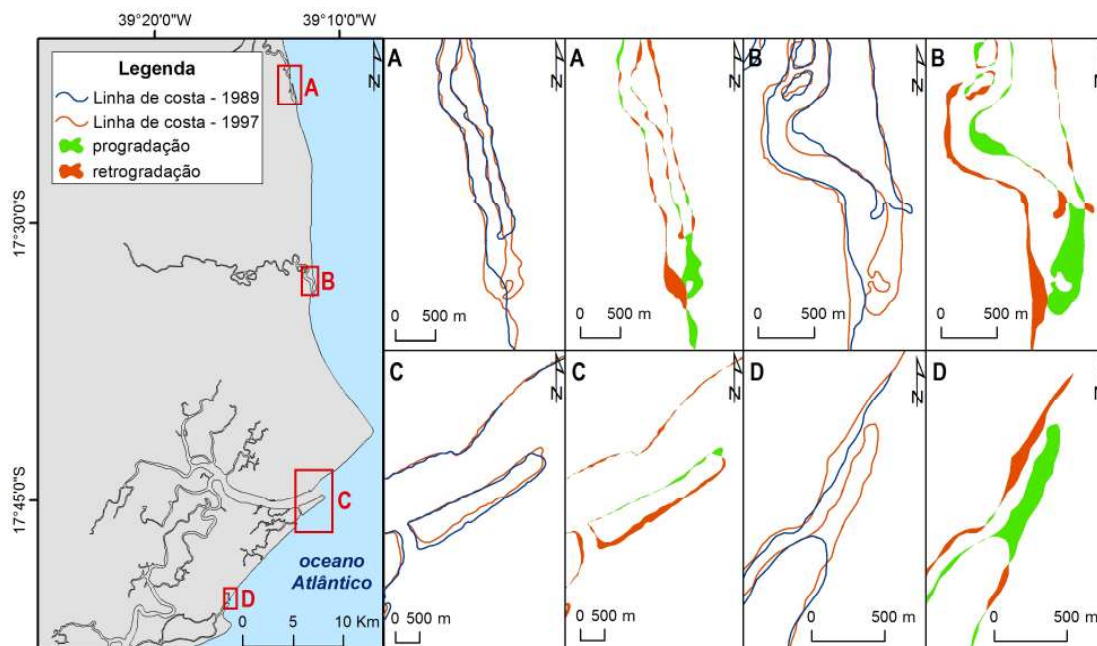 39°20'0"W
39°10'0"W
Legenda
Linha de costa - 1989
Linha de costa - 1997
progradação
retrogradação
17°30'0"S
17°45'0"S
A
B
C
D
oceano
Atlântico
0 5 10 Km
A
N
0 500 m
A
N
0 500 m
B
N
0 500 m
B
N
0 500 m
C
N
0 500 m
C
N
0 500 m
D
N
0 500 m
D
N
0 500 m